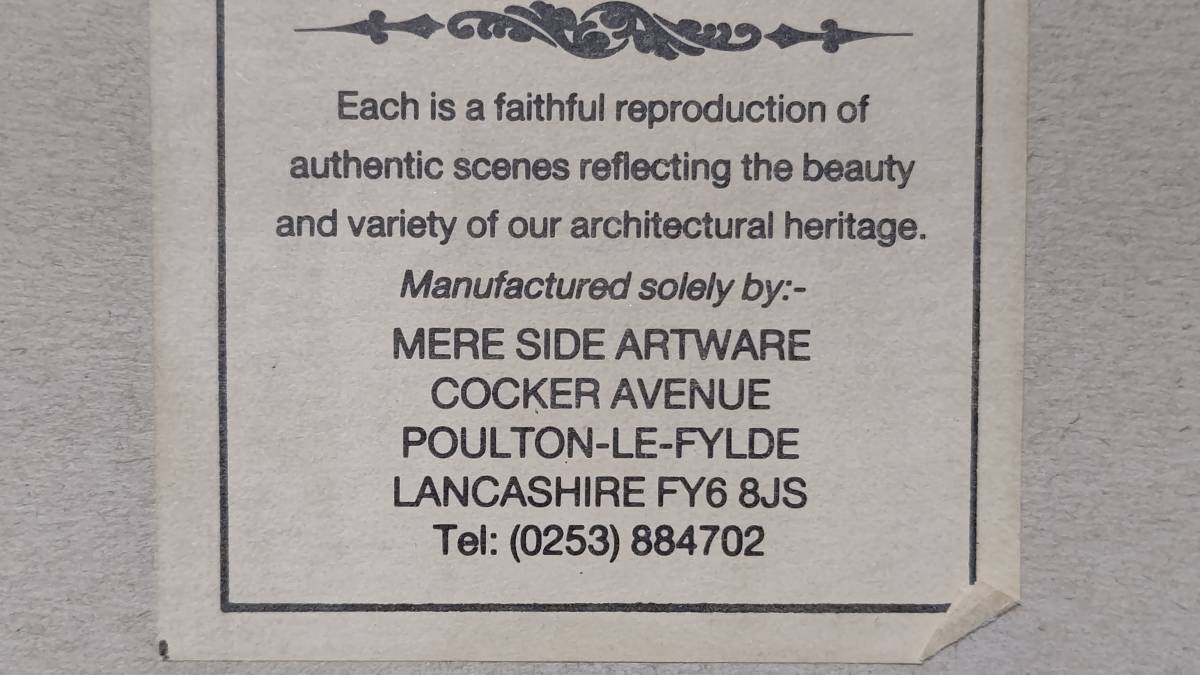 Each is a faithful reproduction of
authentic scenes reflecting the beauty
and variety of our architectural heritage.
Manufactured solely by:-
MERE SIDE ARTWARE
COCKER AVENUE
POULTON-LE-FYLDE
LANCASHIRE FY6 8JS
Tel: (0253) 884702